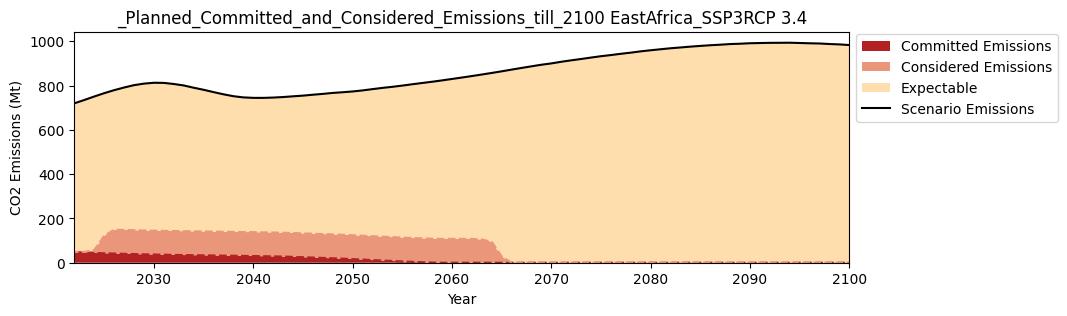 _Planned_Committed_and_Considered_Emissions_till_2100 EastAfrica_SSP3RCP 3.4
1000
800
600
400
200
0
CO2 Emissions (Mt)
2030 2040 2050 2060 2070 2080 2090 2100
Year
Committed Emissions
Considered Emissions
Expectable
Scenario Emissions